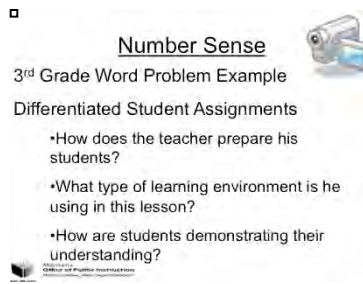 Number Sense
3rd Grade Word Problem Example
Differentiated Student Assignments
•How does the teacher prepare his
students?
•What type of learning environment is he
using in this lesson?
•How are students demonstrating their
understanding?
Office of Public Instruction